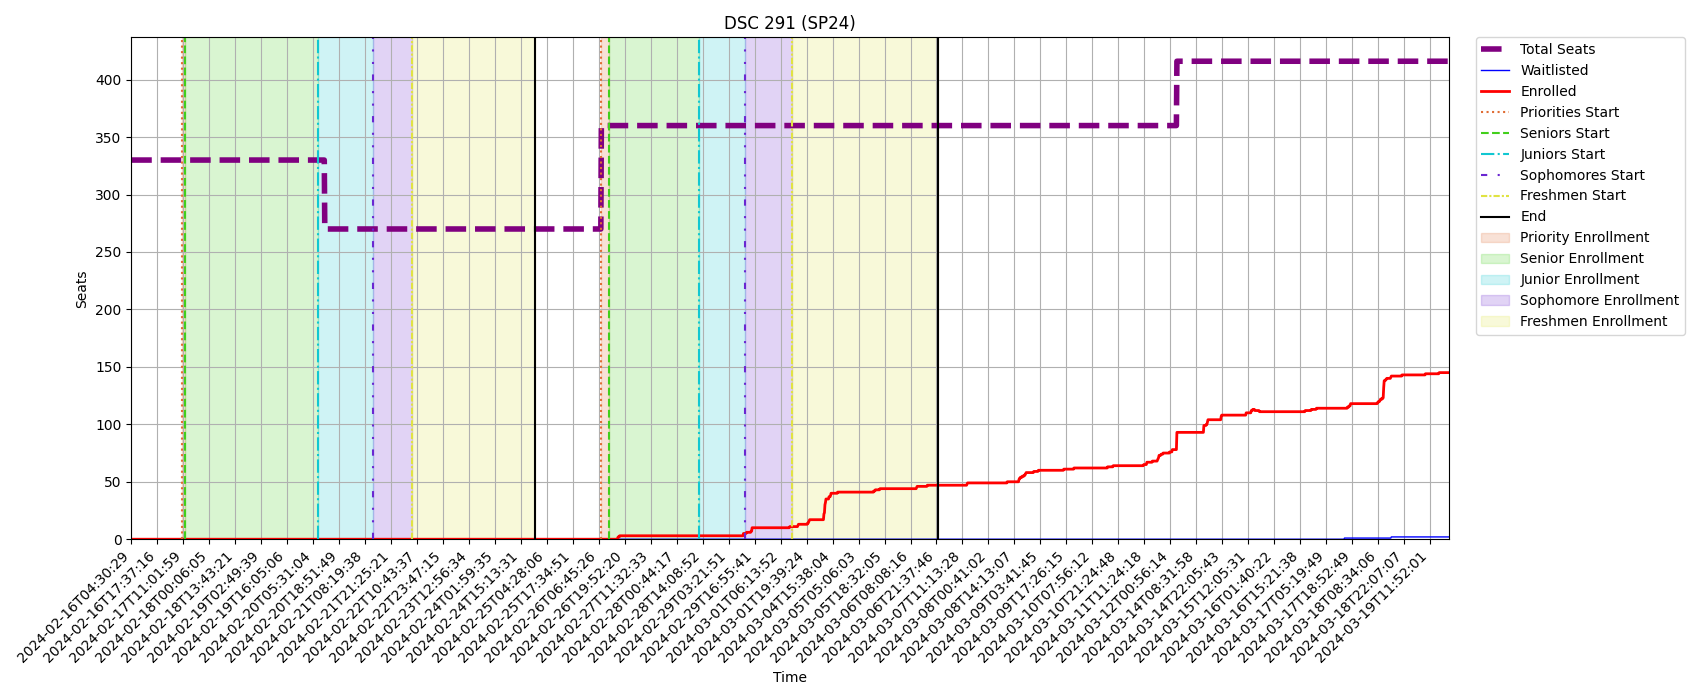 DSC 291 (SP24)
Seats
400
350
300
250
200
150
100
50
0
2024-02-16T04:30:29
2024-02-16T17:37:16
2024-02-17T11:01:59
2024-02-18T00:06:05
2024-02-18T13:43:21
2024-02-19T02:49:39
2024-02-19T16:05:06
2024-02-20T05:31:04
2024-02-20T18:51:49
2024-02-21T08:19:38
2024-02-21T21:25:21
2024-02-22T10:43:37
2024-02-22T23:47:15
2024-02-23T12:56:34
2024-02-24T01:59:35
2024-02-24T15:13:31
2024-02-25T04:28:06
2024-02-25T17:34:51
2024-02-26T06:45:26
2024-02-26T19:52:20
2024-02-27T11:32:33
2024-02-28T00:44:17
2024-02-28T14:08:52
2024-02-29T03:21:51
2024-02-29T16:55:41
2024-03-01T06:13:52
2024-03-01T19:39:24
2024-03-04T15:38:04
2024-03-05T05:06:03
2024-03-05T18:32:05
2024-03-06T08:08:16
2024-03-06T21:37:46
2024-03-07T11:13:28
2024-03-08T00:41:02
2024-03-08T14:13:07
2024-03-09T03:41:45
2024-03-09T17:26:15
2024-03-10T07:56:12
2024-03-10T21:24:48
2024-03-11T11:24:18
2024-03-12T00:56:14
2024-03-14T08:31:58
2024-03-14T22:05:43
2024-03-15T12:05:31
2024-03-16T01:40:22
2024-03-16T15:21:38
2024-03-17T05:19:49
2024-03-17T18:52:49
2024-03-18T08:34:06
2024-03-18T22:07:07
2024-03-19T11:52:01
Time
Total Seats
Waitlisted
Enrolled
Priorities Start
Seniors Start
Juniors Start
Sophomores Start
Freshmen Start
End
Priority Enrollment
Senior Enrollment
Junior Enrollment
Sophomore Enrollment
Freshmen Enrollment